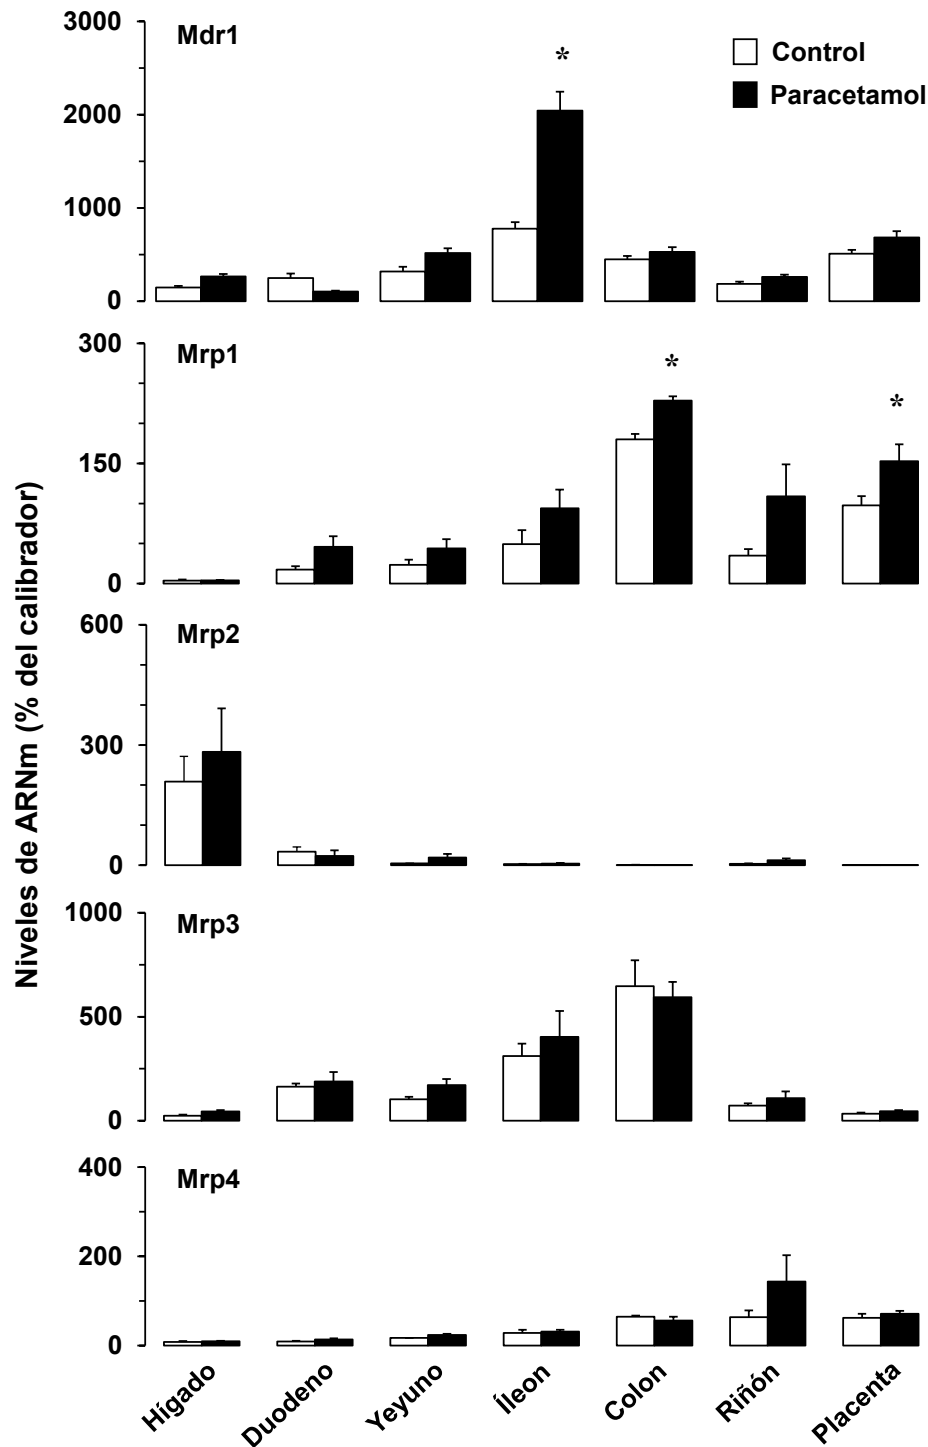 Niveles de ARNm (% del calibrador)
Control
Paracetamol
Mdr1
3000
2000
1000
0
*
Mrp1
300
150
0
*
*
Mrp2
600
300
0
Mrp3
1000
500
0
Mrp4
400
200
0
Hígado
Duodeno
Yeyuno
Íleon
Colon
Riñón
Placenta